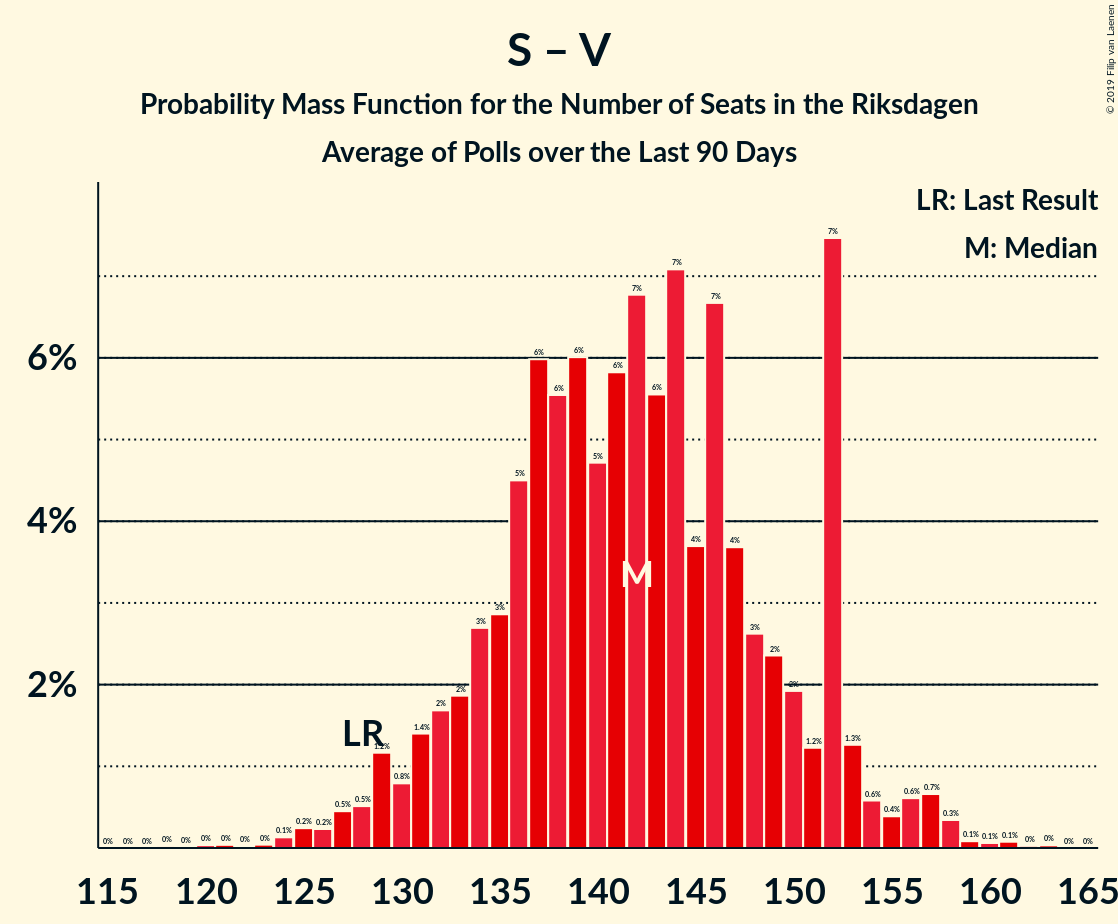 S – V
Probability Mass Function for the Number of Seats in the Riksdagen
Average of Polls over the Last 90 Days
© 2019 Filip van Laenen
LR: Last Result
M: Median
6%
4%
2%
LR
M
0% 0% 0% 0% 0% 0% 0% 0% 0% 0.1% 0.2% 0.2% 0.5% 0.5% 1.2% 0.8% 1.4% 2% 2% 3% 3% 5% 6% 6% 6% 5% 6% 7% 6% 7% 4% 7% 4% 3% 2% 2% 1.2% 7% 1.3% 0.6% 0.4% 0.6% 0.7% 0.3% 0.1% 0.1% 0.1% 0% 0% 0% 0%
115 120 125 130 135 140 145 150 155 160 165